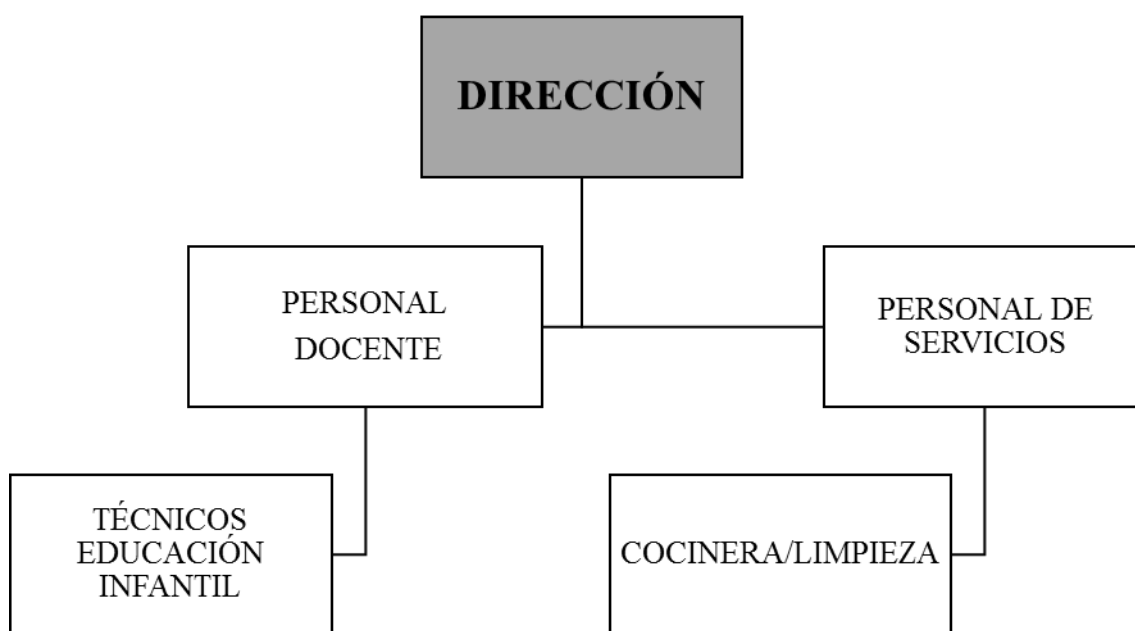 DIRECCIÓN
PERSONAL
DOCENTE
PERSONAL DE
SERVICIOS
TÉCNICOS
EDUCACIÓN
INFANTIL
COCINERA/LIMPIEZA